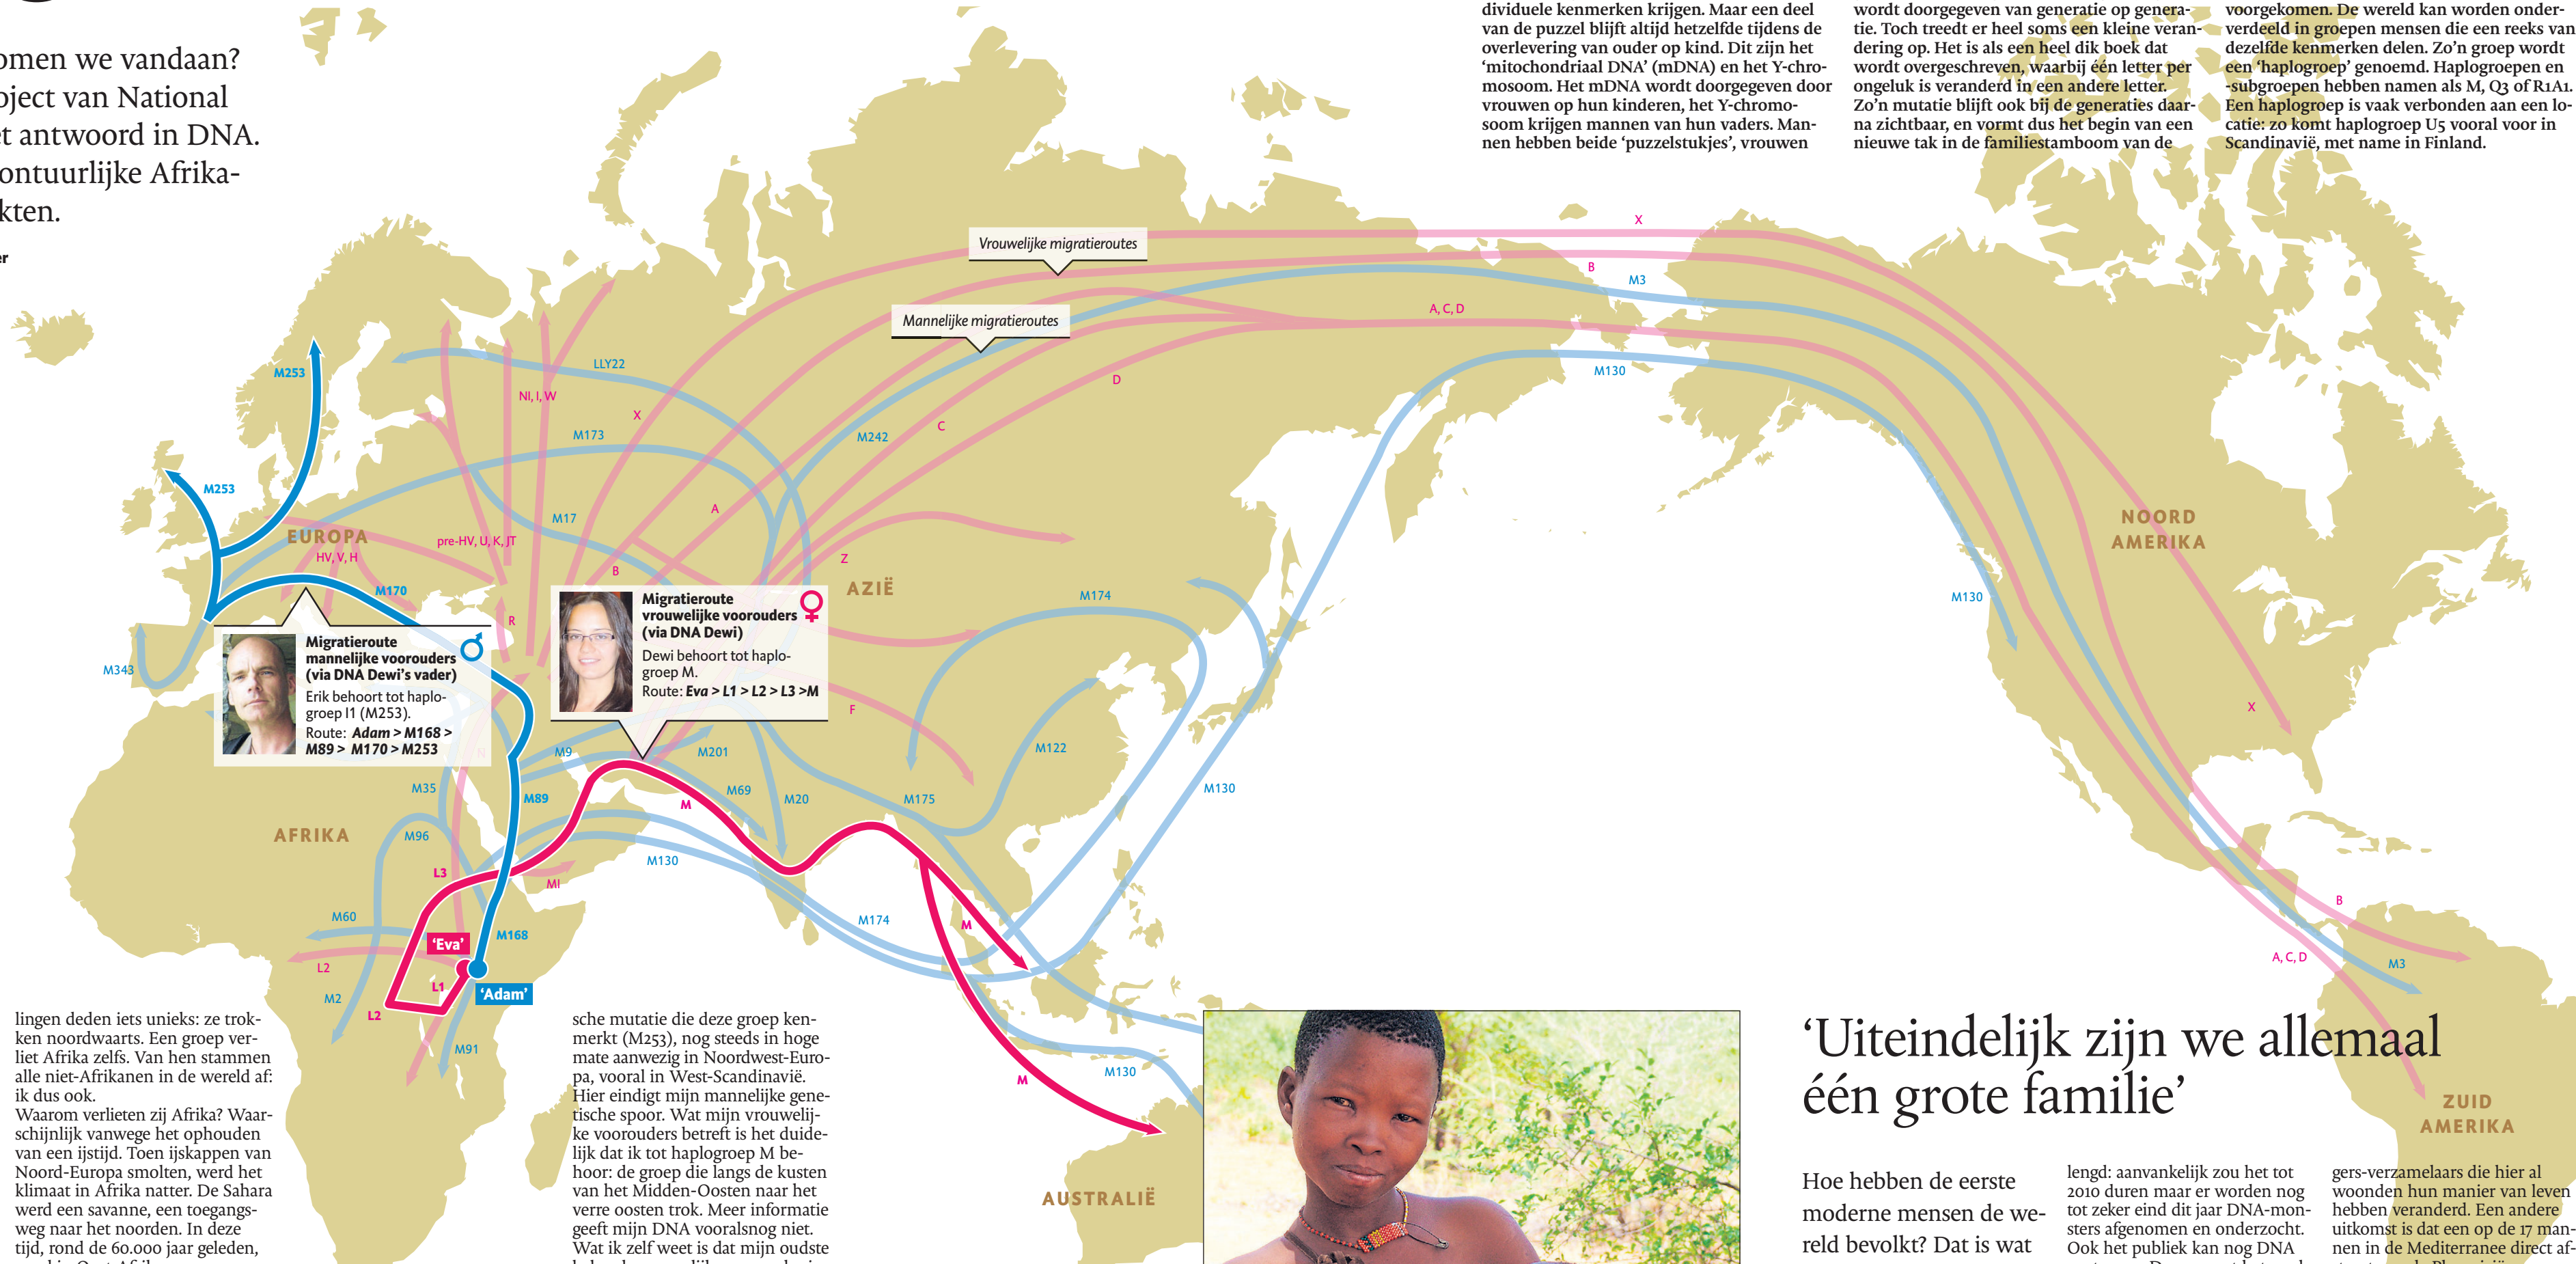 omen we vandaan?
oject van National
et antwoord in DNA.
ontuurlijke Afrika-
kten.
er
dividuele kenmerken krijgen. Maar een deel
van de puzzel blijft altijd hetzelfde tijdens de
overlevering van ouder op kind. Dit zijn het
‘mitochondriaal DNA’ (mDNA) en het Y-chro-
mosoom. Het mDNA wordt doorgegeven door
vrouwen op hun kinderen, het Y-chromo-
soom krijgen mannen van hun vaders. Man-
nen hebben beide ‘puzzelstukjes’, vrouwen
wordt doorgegeven van generatie op genera-
tie. Toch treedt er heel soms een kleine veran-
dering op. Het is als een heel dik boek dat
wordt overgeschreven, waarbij één letter per
ongeluk is veranderd in een andere letter.
Zo’n mutatie blijft ook bij de generaties daar-
na zichtbaar, en vormt dus het begin van een
nieuwe tak in de familiestamboom van de
voorgekomen. De wereld kan worden onder-
verdeeld in groepen mensen die een reeks van
dezelfde kenmerken delen. Zo’n groep wordt
een ‘haplogroep’ genoemd. Haplogroepen en
-subgroepen hebben namen als M, Q3 of R1A1.
Een haplogroep is vaak verbonden aan een lo-
catie: zo komt haplogroep U5 vooral voor in
Scandinavië, met name in Finland.
X
Vrouwelijke migratieroutes
B
M3
A, C, D
Mannelijke migratieroutes
LLY22
M253
D
M130
NI, I, W
X
C
M173
M242
M253
A
M17
NOORD
AMERIKA
EUROPA
HV, V, H
pre-HV, U, K, JT
Z
B
AZIË
M170
M174
M130
R
M343
Migratieroute
mannelijke voorouders
(via DNA Dewi’s vader)
Erik behoort tot haplo-
groep I1 (M253).
Route: Adam > M168 >
M89 > M170 > M253
Migratieroute
vrouwelijke voorouders
(via DNA Dewi)
Dewi behoort tot haplo-
groep M.
Route: Eva > L1 > L2 > L3 >M
F
X
N
M9
M201
M122
M35
M89
M
M69
M20
M175
M130
AFRIKA
M96
M130
L3
MI
M60
M174
M
M168
‘Eva’
L2
L1
‘Adam’
M2
L2
M91
M130
M
B
A, C, D
M3
ZUID
AMERIKA
AUSTRALIË
lingen deden iets unieks: ze trok-
ken noordwaarts. Een groep ver-
liet Afrika zelfs. Van hen stammen
alle niet-Afrikanen in de wereld af:
ik dus ook.
Waarom verlieten zij Afrika? Waar-
schijnlijk vanwege het ophouden
van een ijstijd. Toen ijskappen van
Noord-Europa smolten, werd het
klimaat in Afrika natter. De Sahara
werd een savanne, een toegangs-
weg naar het noorden. In deze
tijd, rond de 60.000 jaar geleden,
sche mutatie die deze groep ken-
merkt (M253), nog steeds in hoge
mate aanwezig in Noordwest-Euro-
pa, vooral in West-Scandinavië.
Hier eindigt mijn mannelijke gene-
tische spoor. Wat mijn vrouwelij-
ke voorouders betreft is het duide-
lijk dat ik tot haplogroep M be-
hoor: de groep die langs de kusten
van het Midden-Oosten naar het
verre oosten trok. Meer informatie
geeft mijn DNA vooralsnog niet.
Wat ik zelf weet is dat mijn oudste
‘Uiteindelijk zijn we allemaal
één grote familie’
Hoe hebben de eerste
moderne mensen de we-
reld bevolkt? Dat is wat
lengd: aanvankelijk zou het tot
2010 duren maar er worden nog
tot zeker eind dit jaar DNA-mon-
sters afgenomen en onderzocht.
Ook het publiek kan nog DNA
gers-verzamelaars die hier al
woonden hun manier van leven
hebben veranderd. Een andere
uitkomst is dat een op de 17 man-
nen in de Mediterranee direct af-